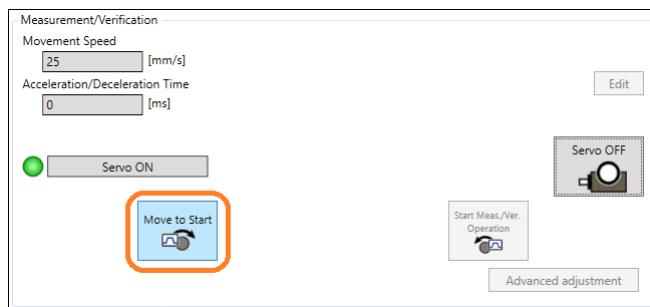 Measurement/Verification
Movement Speed
25 [mm/s]
Acceleration/Deceleration Time
Edit
0 [ms]
Servo OFF
Servo ON
Move to Start
Start Meas./Ver.
Operation
Advanced adjustment